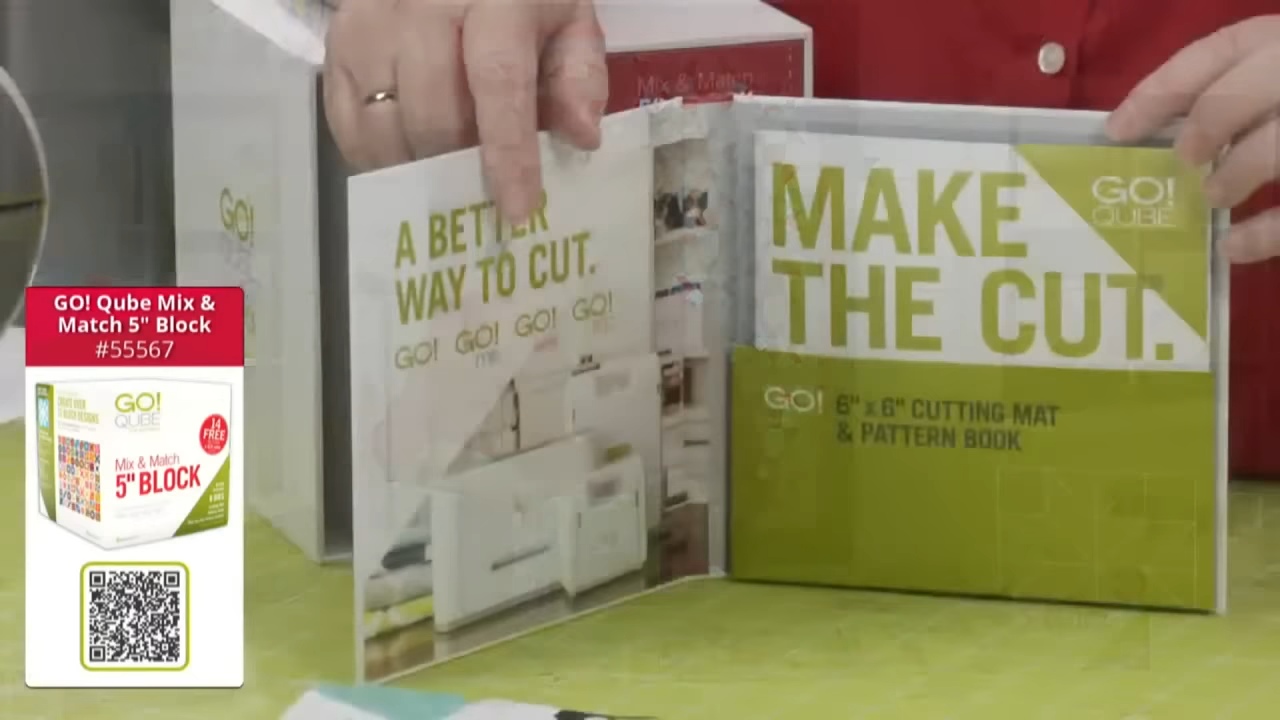 GO! Qube Mix &
Match 5" Block
#55567
GO!
QUBE
14
FREE
Mix & Match
5" BLOCK
GO!
Mix & Match
A BETTER
WAY TO CUT.
GO! GO! GO! GO!
MAKE
THE CUT.
GO!
QUBE
GO! 6" x 6" CUTTING MAT
& PATTERN BOOK